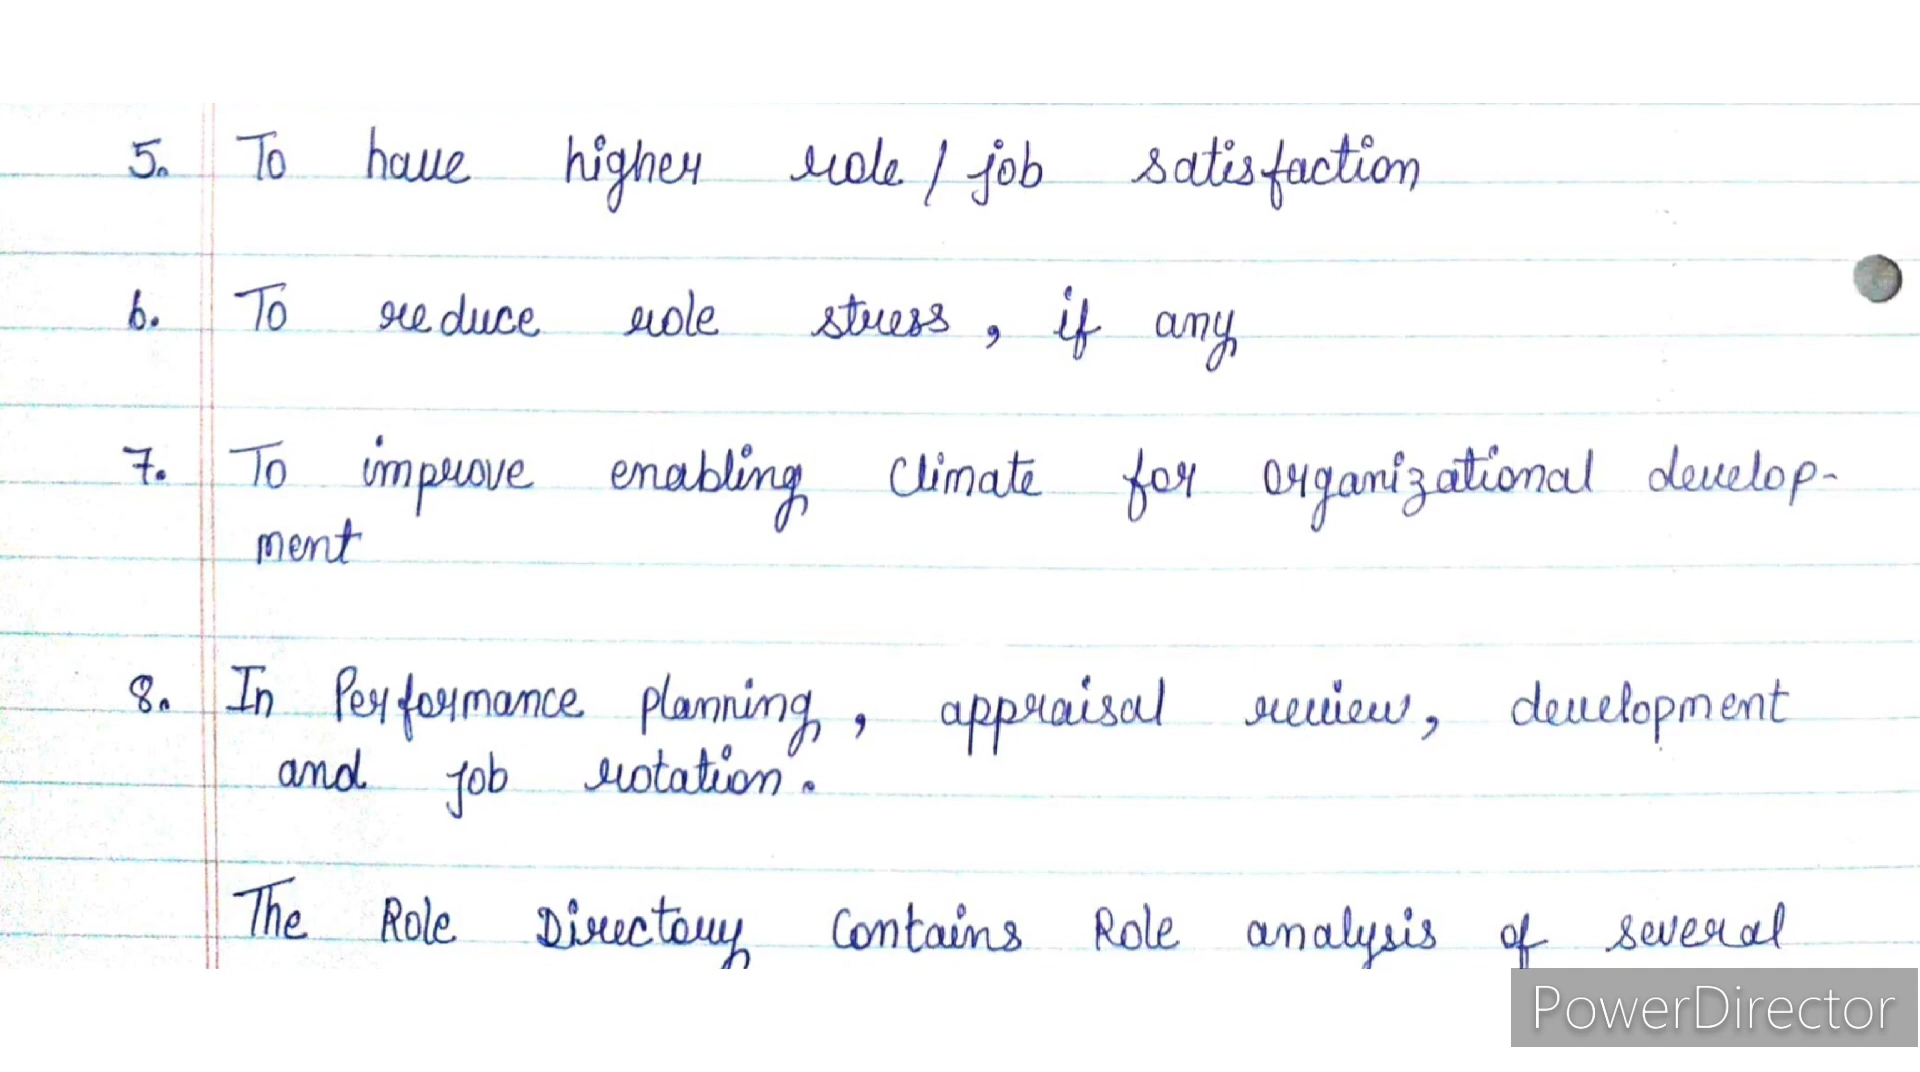 5. To have higher role / job satisfaction
6. To reduce role stress, if any
7. To improve enabling climate for organizational develop-
ment
8. In Performance planning, appraisal review, development
and job rotation.
The Role Directory Contains Role analysis of several
PowerDirector